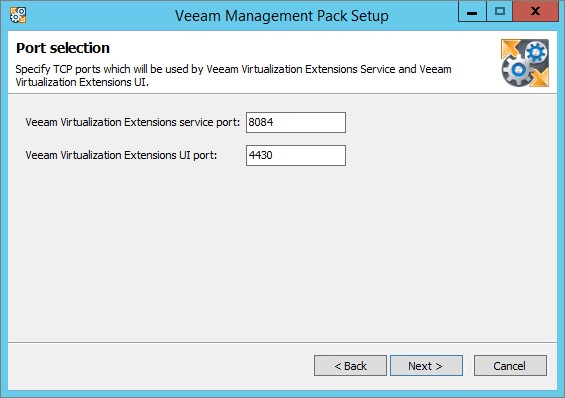 Veeam Management Pack Setup
Port selection
Specify TCP ports which will be used by Veeam Virtualization Extensions Service and Veeam
Virtualization Extensions UI.
Veeam Virtualization Extensions service port: 8084
Veeam Virtualization Extensions UI port: 4430
< Back Next > Cancel